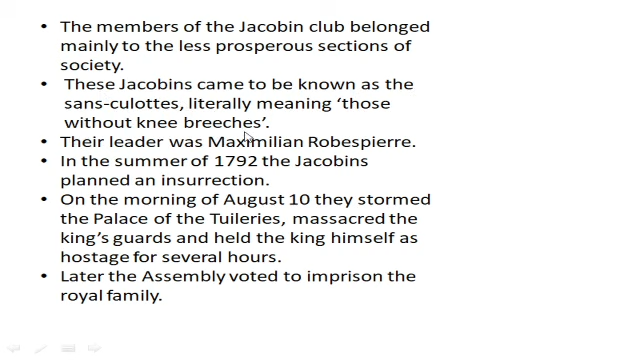 • The members of the Jacobin club belonged
mainly to the less prosperous sections of
society.
• These Jacobins came to be known as the
sans-culottes, literally meaning ‘those
without knee breeches’.
• Their leader was Maximilian Robespierre.
• In the summer of 1792 the Jacobins
planned an insurrection.
• On the morning of August 10 they stormed
the Palace of the Tuileries, massacred the
king’s guards and held the king himself as
hostage for several hours.
• Later the Assembly voted to imprison the
royal family.